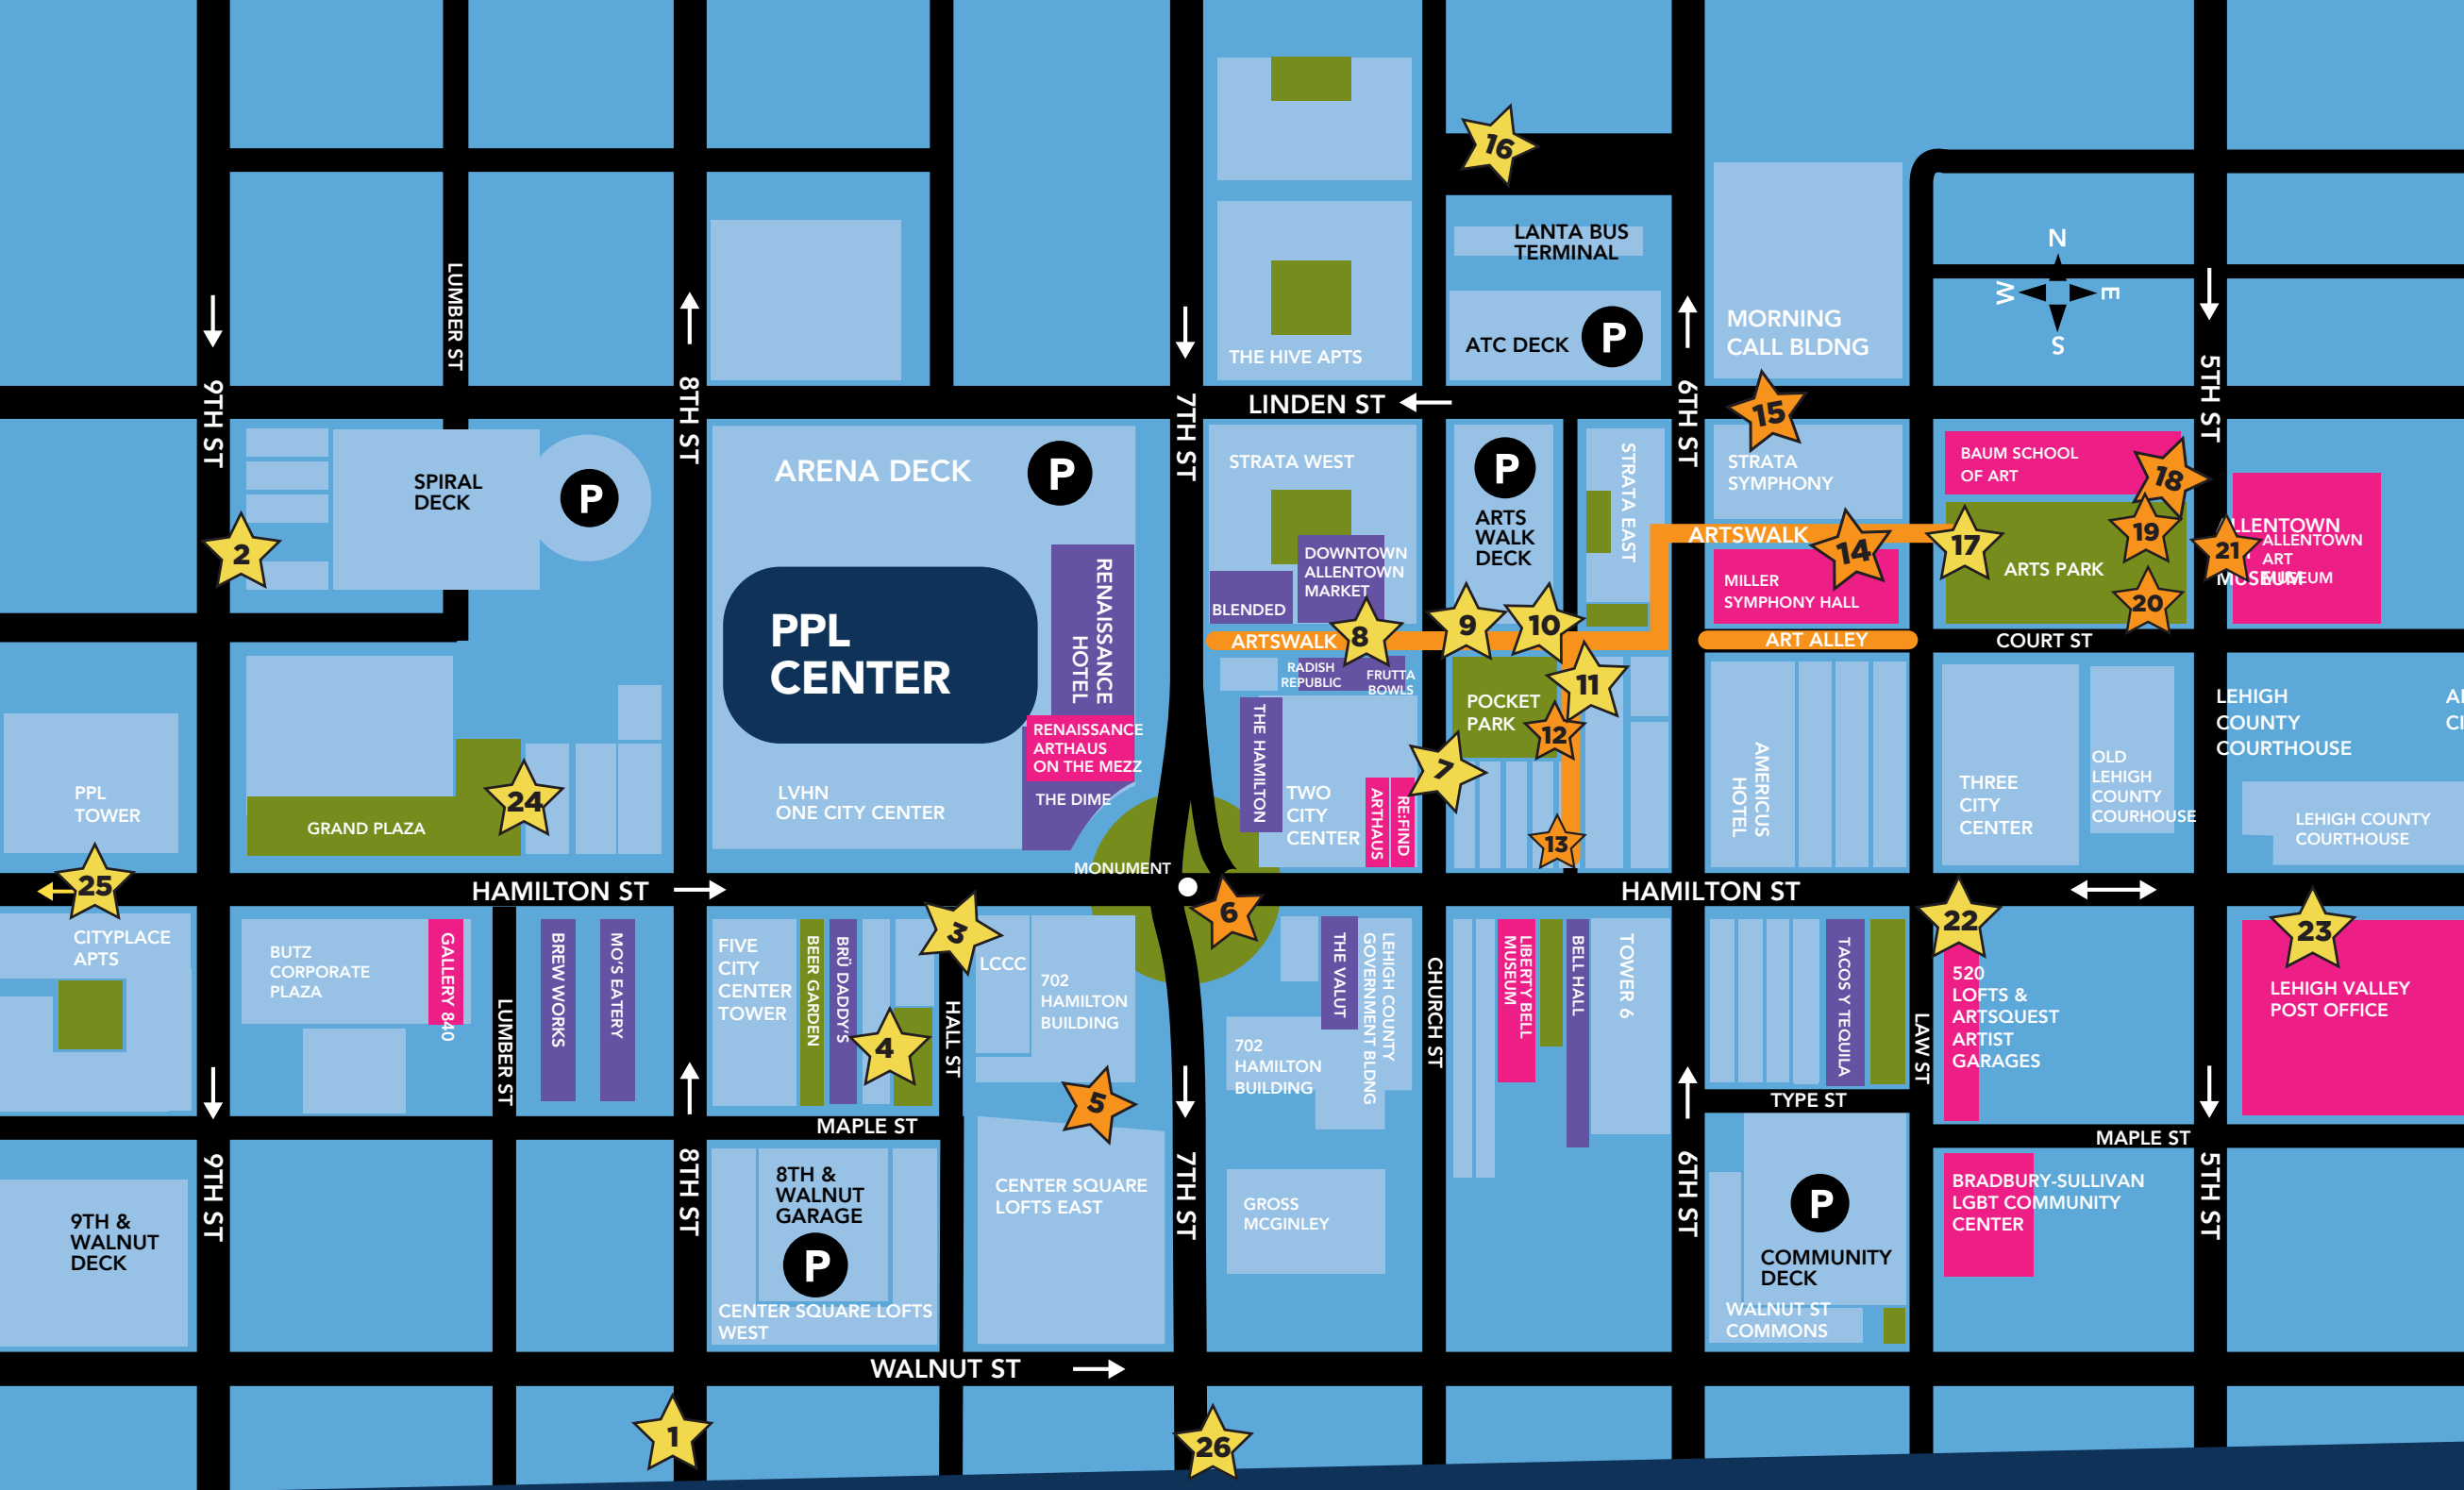 16
LANTA BUS
TERMINAL
N
W
E
S
LUMBER ST
MORNING
CALL BLDNG
ATC DECK
P
THE HIVE APTS
9TH ST
8TH ST
7TH ST
LINDEN ST
6TH ST
15
5TH ST
SPIRAL
DECK
P
ARENA DECK
P
STRATA WEST
P
ARTS
WALK
DECK
STRATA EAST
STRATA
SYMPHONY
BAUM SCHOOL
OF ART
18
2
PPL
CENTER
RENAISSANCE
HOTEL
DOWNTOWN
ALLENTOWN
MARKET
BLENDED
ARTSWALK
14
17
19
ARTS PARK
20
21
ALLENTOWN
MUSEUM
ALLENTOWN
ART
MUSEUM
MILLER
SYMPHONY HALL
ARTSWALK
8
9
10
ART ALLEY
COURT ST
RADISH
REPUBLIC
FRUTTA
BOWLS
11
POCKET
PARK
12
7
13
RENAISSANCE
ARTHAUS
ON THE MEZZ
THE DIME
LVHN
ONE CITY CENTER
THE HAMILTON
TWO
CITY
CENTER
ARTHAUS
RE:FIND
AMERICUS
HOTEL
THREE
CITY
CENTER
OLD
LEHIGH
COUNTY
COURHOUSE
LEHIGH
COUNTY
COURTHOUSE
LEHIGH COUNTY
COURTHOUSE
PPL
TOWER
GRAND PLAZA
24
25
MONUMENT
HAMILTON ST
HAMILTON ST
6
22
23
CITYPLACE
APTS
BUTZ
CORPORATE
PLAZA
GALLERY 840
LUMBER ST
BREW WORKS
MO'S EATERY
FIVE
CITY
CENTER
TOWER
BEER GARDEN
BRÜ DADDY'S
3
4
HALL ST
LCCC
702
HAMILTON
BUILDING
5
THE VALUT
LEHIGH COUNTY
GOVERNMENT BLDNG
702
HAMILTON
BUILDING
CHURCH ST
LIBERTY BELL
MUSEUM
BELL HALL
TOWER 6
TACOS Y TEQUILA
LAW ST
520
LOFTS &
ARTSQUEST
ARTIST
GARAGES
LEHIGH VALLEY
POST OFFICE
TYPE ST
MAPLE ST
MAPLE ST
9TH ST
8TH ST
7TH ST
6TH ST
5TH ST
9TH &
WALNUT
DECK
8TH &
WALNUT
GARAGE
P
CENTER SQUARE LOFTS
WEST
CENTER SQUARE
LOFTS EAST
GROSS
MCGINLEY
P
COMMUNITY
DECK
WALNUT ST
COMMONS
BRADBURY-SULLIVAN
LGBT COMMUNITY
CENTER
WALNUT ST
1
26